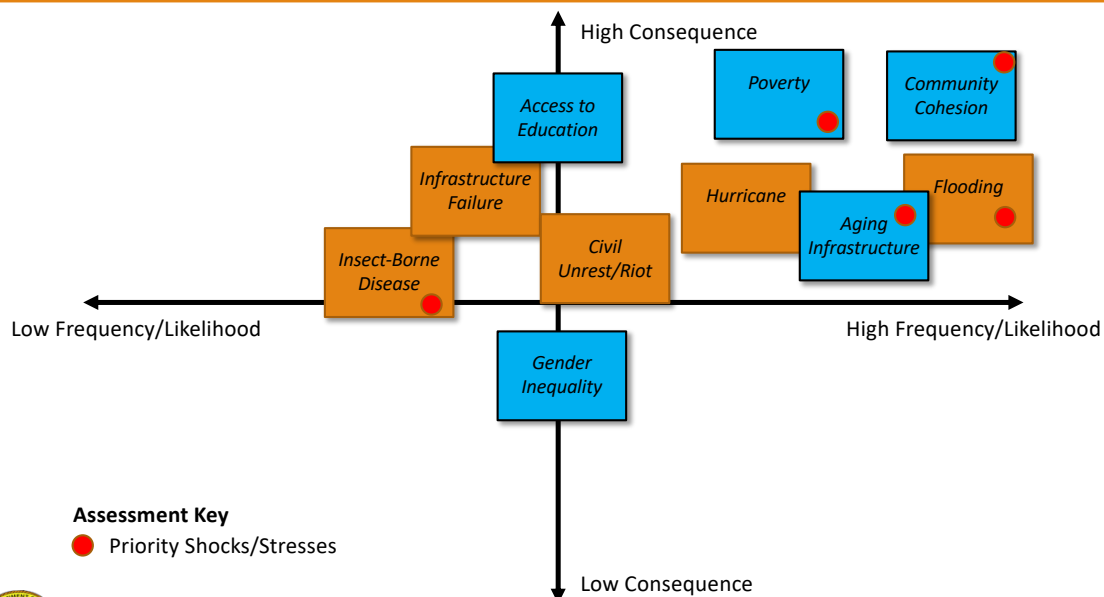 High Consequence
Poverty
Community
Cohesion
Access to
Education
Infrastructure
Failure
Hurricane
Flooding
Aging
Infrastructure
Civil
Unrest/Riot
Insect-Borne
Disease
Low Frequency/Likelihood
High Frequency/Likelihood
Gender
Inequality
Assessment Key
Priority Shocks/Stresses
Low Consequence